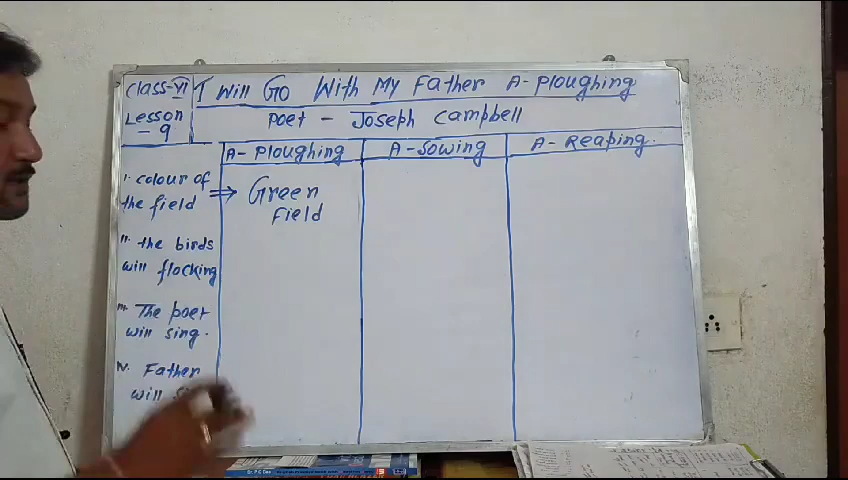 Class-VI
Lesson
- 9
I Will Go With My Father A-Ploughing
Poet - Joseph Campbell
A-Ploughing
A-Sowing
A-Reaping.
I. colour of
the field
⇒ Green
Field
II. the birds
will flocking
III. The poet
will sing.
IV. Father
will